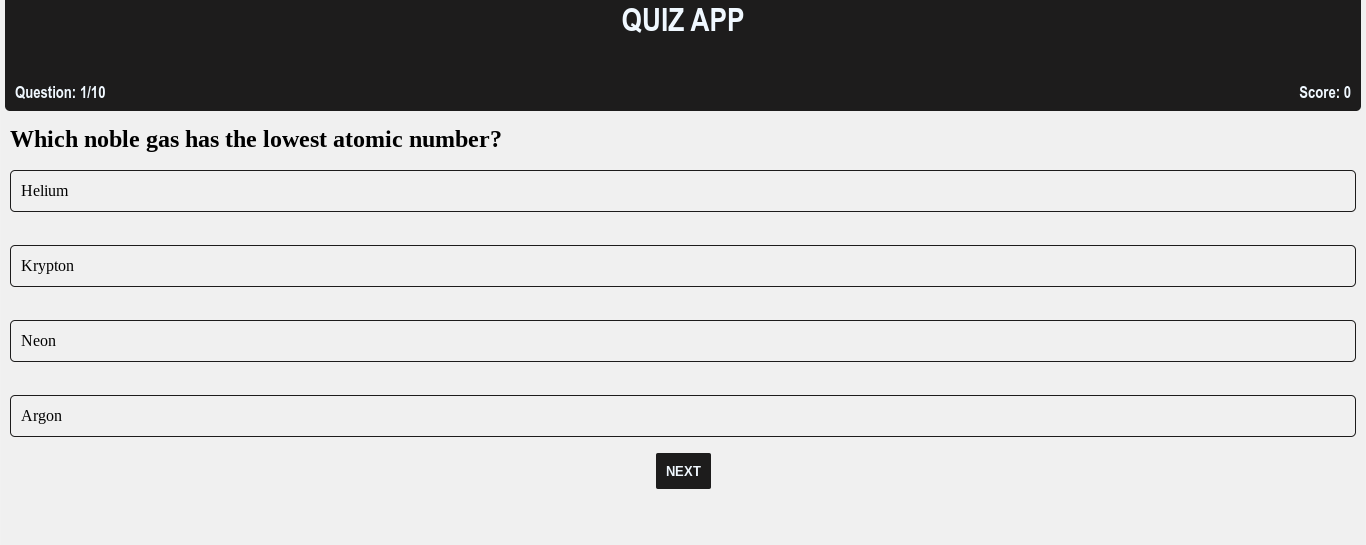 QUIZ APP
Question: 1/10
Score: 0
Which noble gas has the lowest atomic number?
Helium
Krypton
Neon
Argon
NEXT